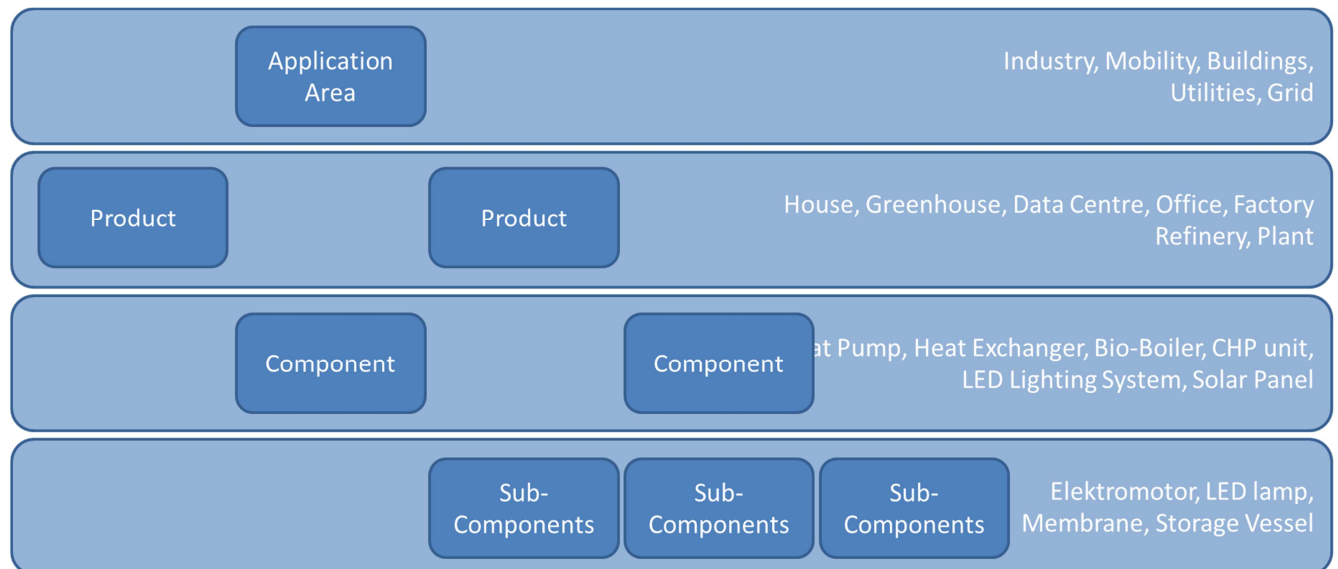 Application
Area
Industry, Mobility, Buildings,
Utilities, Grid
Product
Product
House, Greenhouse, Data Centre, Office, Factory
Refinery, Plant
Component
Component
at Pump, Heat Exchanger, Bio-Boiler, CHP unit,
LED Lighting System, Solar Panel
Sub-
Components
Sub-
Components
Sub-
Components
Elektromotor, LED lamp,
Membrane, Storage Vessel